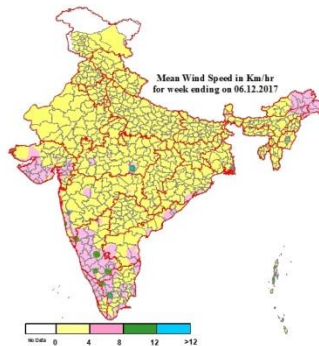 Mean Wind Speed in Km/hr
for week ending on 06.12.2017
No Data 0 4 8 12 >12